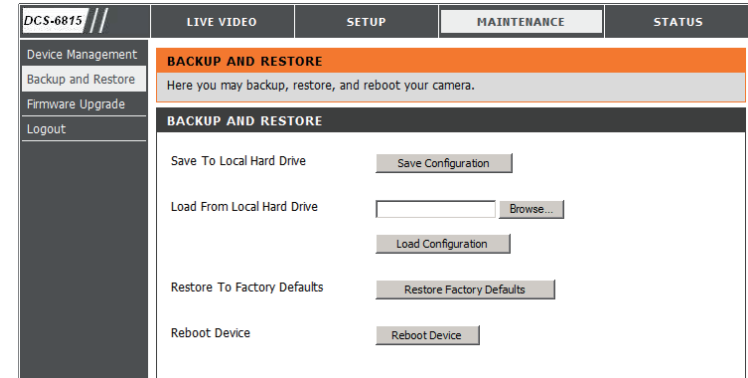 DCS-6815 // LIVE VIDEO SETUP MAINTENANCE STATUS
Device Management
Backup and Restore
Firmware Upgrade
Logout
BACKUP AND RESTORE
Here you may backup, restore, and reboot your camera.
BACKUP AND RESTORE
Save To Local Hard Drive Save Configuration
Load From Local Hard Drive Browse...
Load Configuration
Restore To Factory Defaults Restore Factory Defaults
Reboot Device Reboot Device